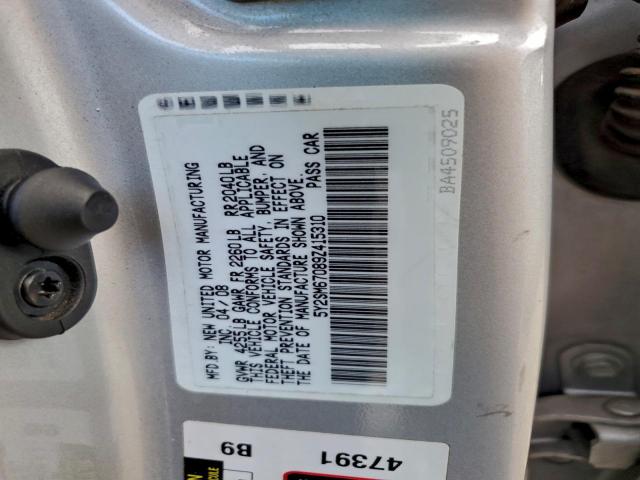 MFD.BY: NEW UNITED MOTOR MANUFACTURING
INC. 04/08
GVWR 4255LB GAWR FR 2260LB RR 2040LB
THIS VEHICLE CONFORMS TO ALL APPLICABLE
FEDERAL MOTOR VEHICLE SAFETY, BUMPER, AND
THEFT PREVENTION STANDARDS IN EFFECT ON
THE DATE OF MANUFACTURE SHOWN ABOVE.
5Y2SM67089Z415310 PASS CAR
BA4509025
B9
47391